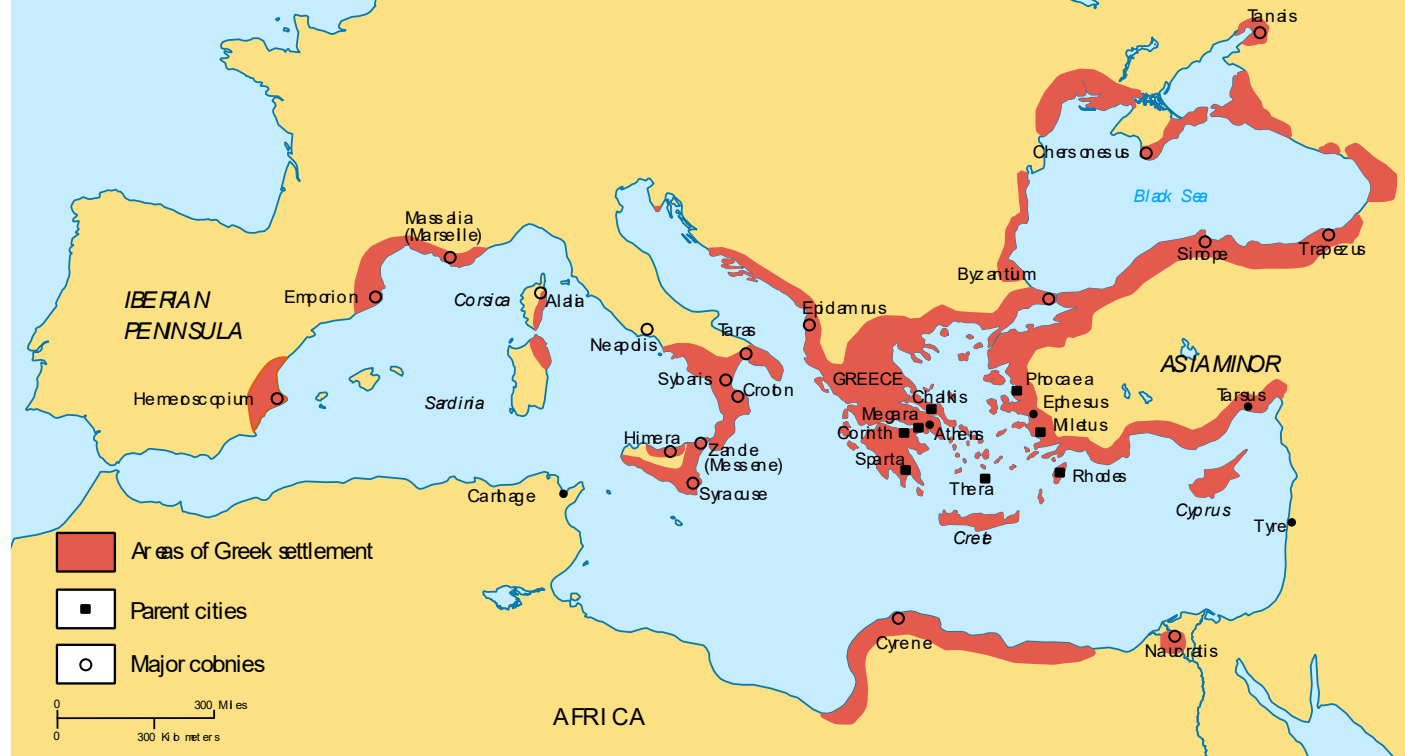 Tanais
Chersonesus
Black Sea
Massalia
(Marseille)
Sinope
Trapezus
Byzantium
IBERIAN
PENINSULA
Emporion
Corsica
Alalia
Epidamnus
Neapolis
Taras
ASIA MINOR
Hemeroscopium
Sardinia
Sybaris
Croton
GREECE
Phocaea
Chalkis
Ephesus
Tarsus
Megara
Miletus
Corinth
Athens
Himera
Zancle
(Messene)
Sparta
Rhodes
Carthage
Syracuse
Thera
Cyprus
Tyre
Crete
Areas of Greek settlement
Parent cities
Major colonies
Cyrene
Naucratis
0 300 Miles
0 300 Kilometers
AFRICA